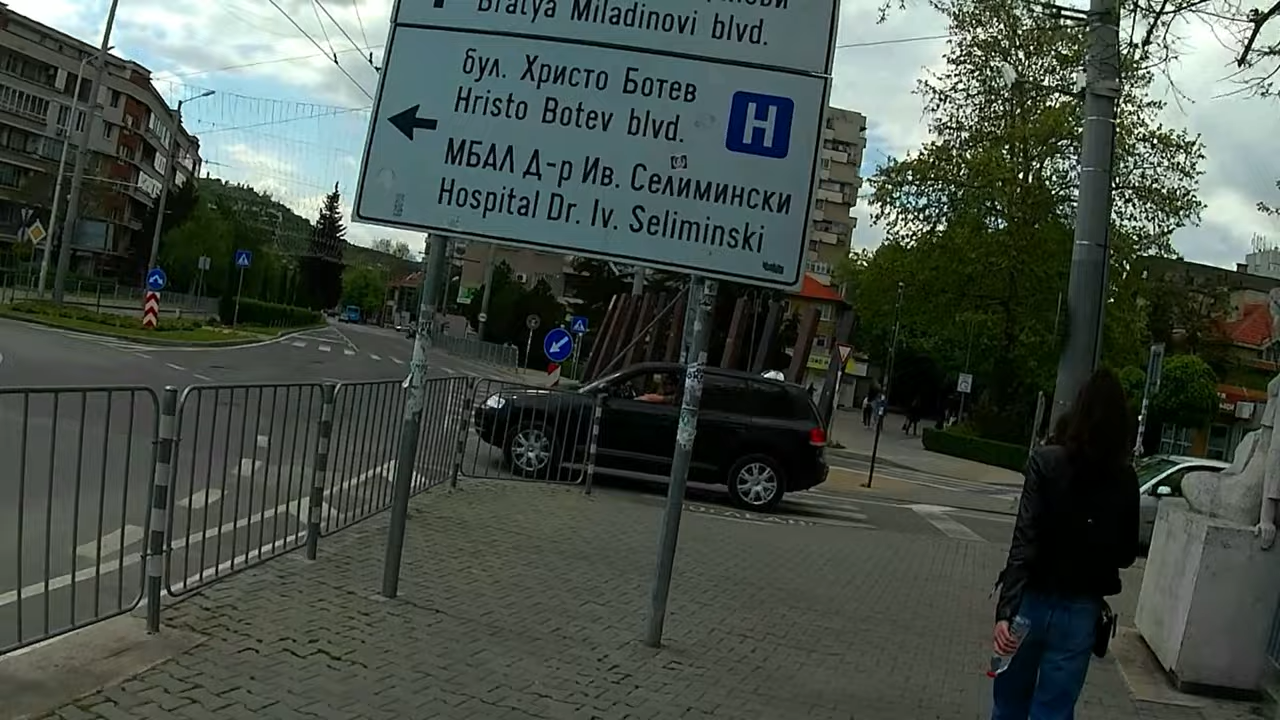 Bratya Miladinovi blvd.
бул. Христо Ботев
Hristo Botev blvd.
H
МБАЛ Д-р Ив. Селимински
Hospital Dr. Iv. Seliminski